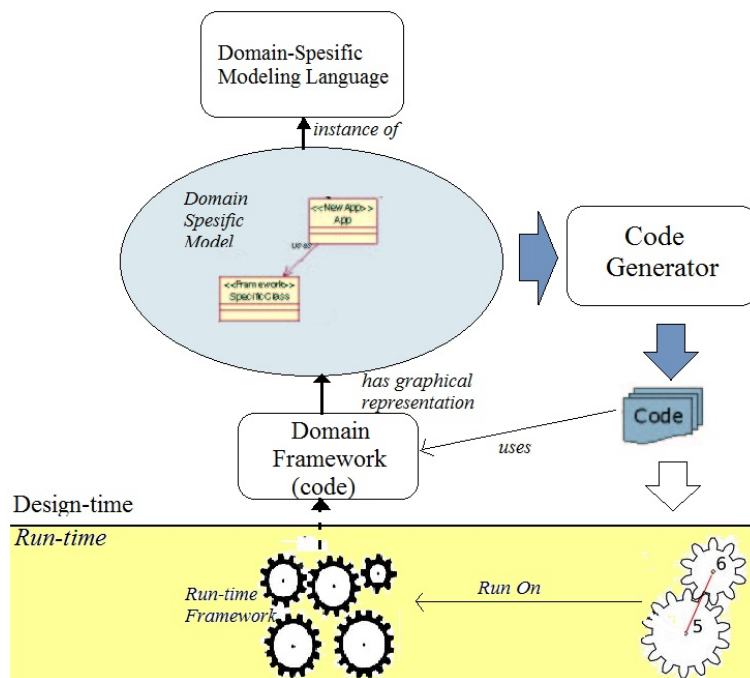 Domain-Spesific
Modeling Language
instance of
Domain
Spesific
Model
<<New App>>
App
<<Framework>>
SpecificClass
Code
Generator
has graphical
representation
Code
Domain
Framework
(code)
uses
Design-time
Run-time
Run-time
Framework
Run On
6
5